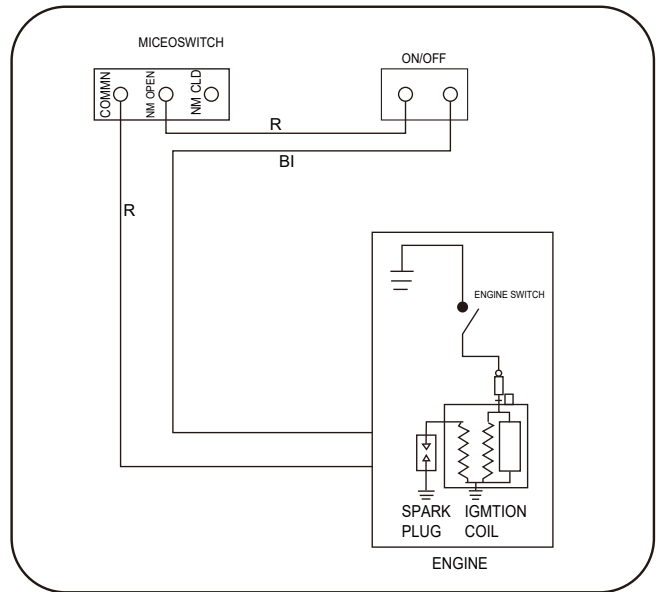 MICEOSWITCH
ON/OFF
COMMN
NM OPEN
NM CLD
R
BI
R
ENGINE SWITCH
SPARK PLUG
IGMTION COIL
ENGINE